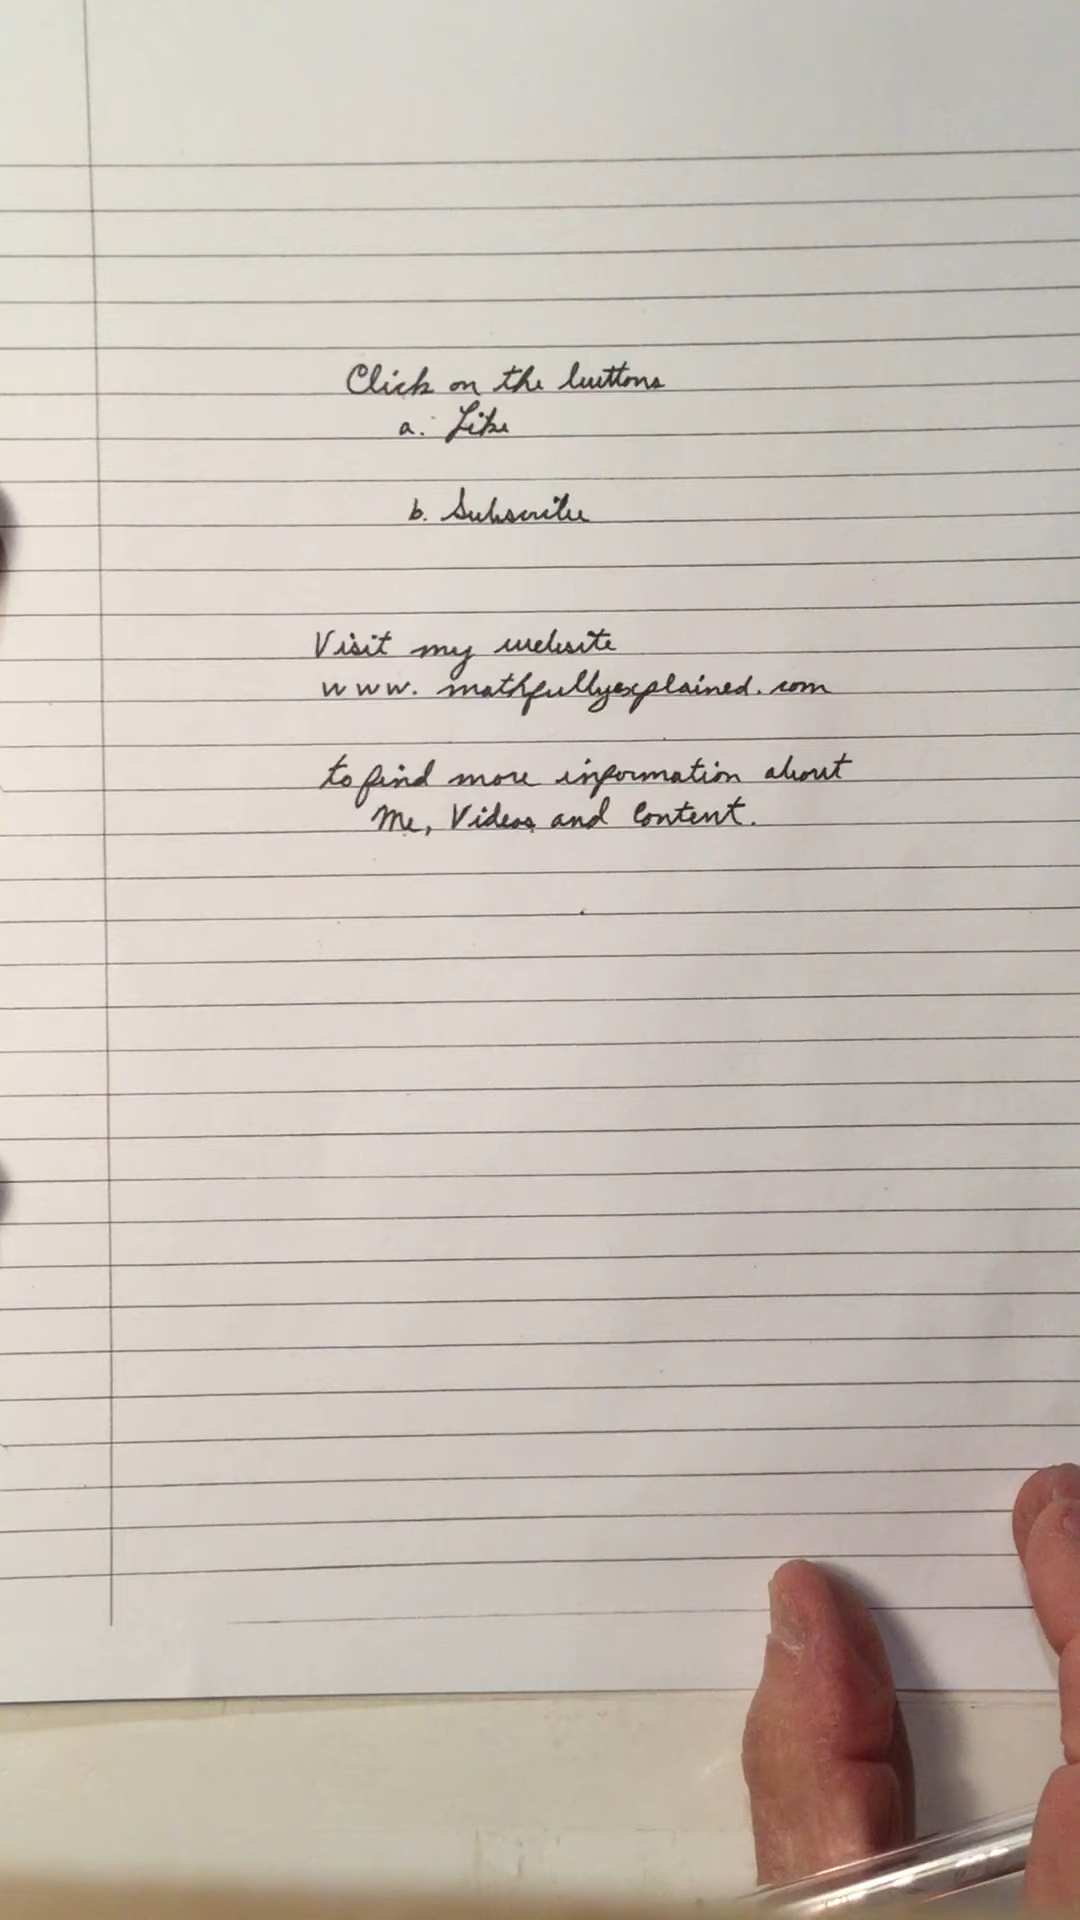 Click on the buttons
a. Like
b. Subscribe
Visit my website
www. mathfullyexplained.com
to find more information about
Me, Videos and Content.